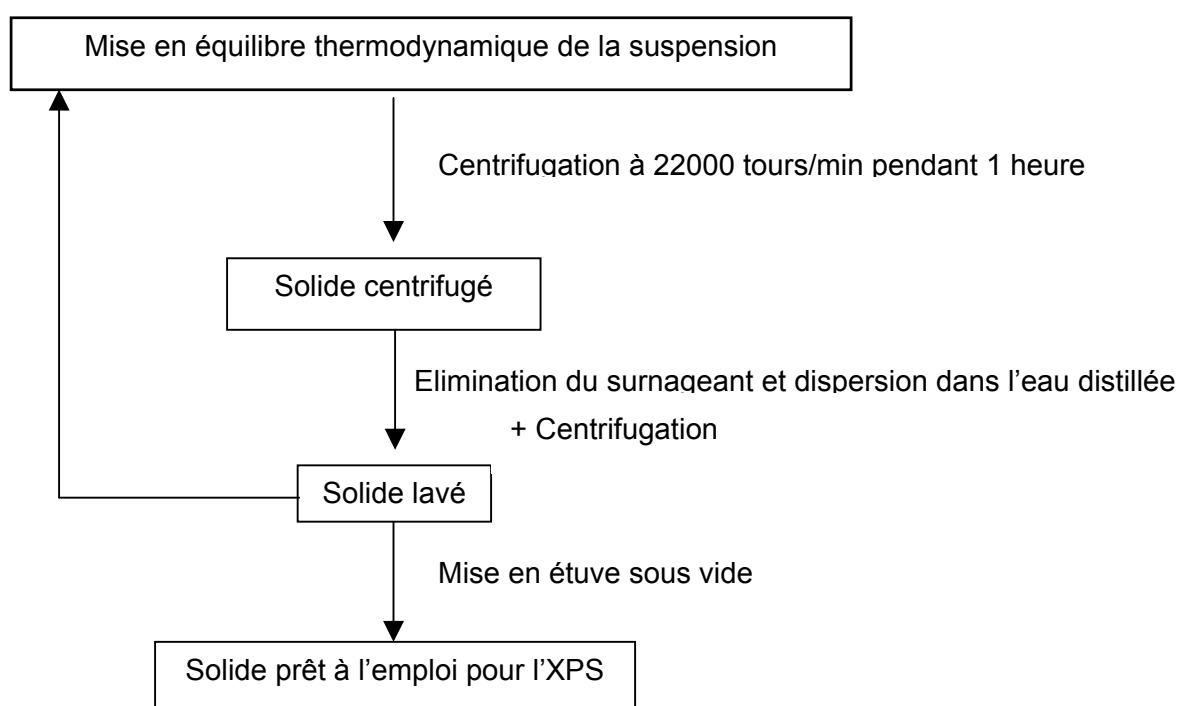 Mise en équilibre thermodynamique de la suspension
Centrifugation à 22000 tours/min pendant 1 heure
Solide centrifugé
Elimination du surnageant et dispersion dans l’eau distillée
+ Centrifugation
Solide lavé
Mise en étuve sous vide
Solide prêt à l’emploi pour l’XPS